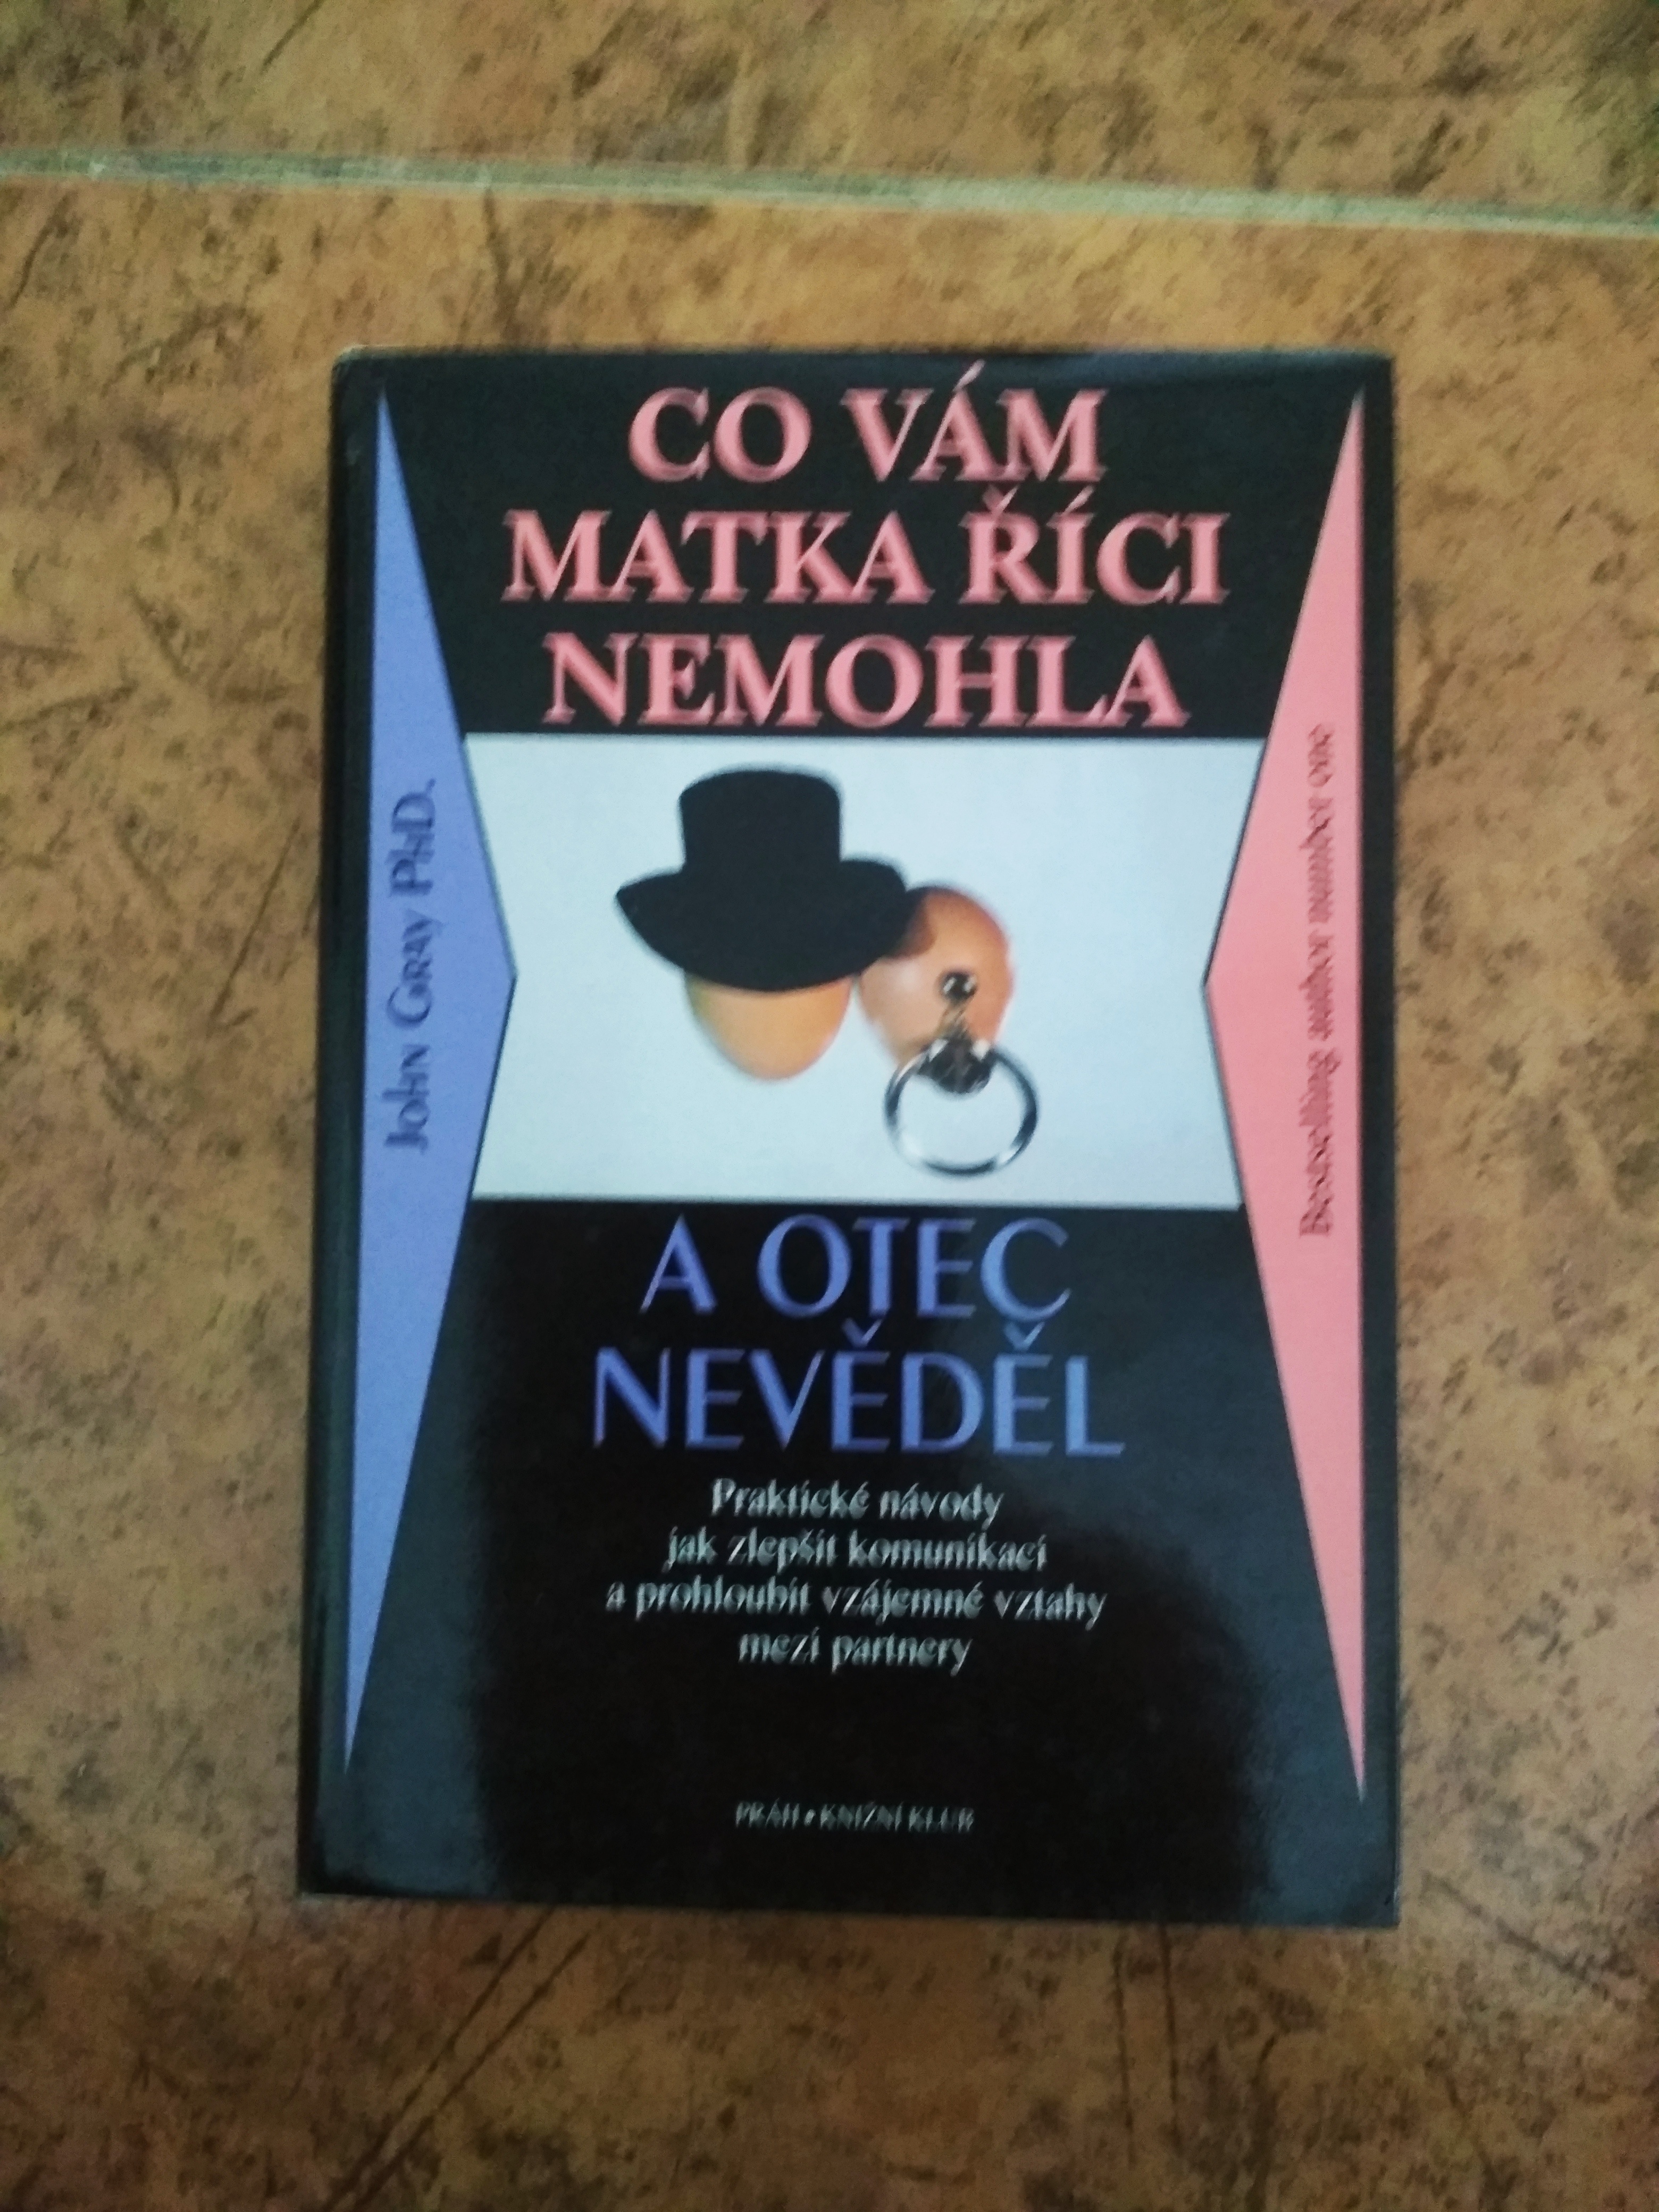 CO VÁM
MATKA ŘÍCI
NEMOHLA
John Gray PhD.
Bestselling author number one
A OTEC
NEVĚDĚL
Praktické návody
jak zlepšit komunikaci
a prohloubit vzájemné vztahy
mezi partnery
PRÁH • KNIŽNÍ KLUB